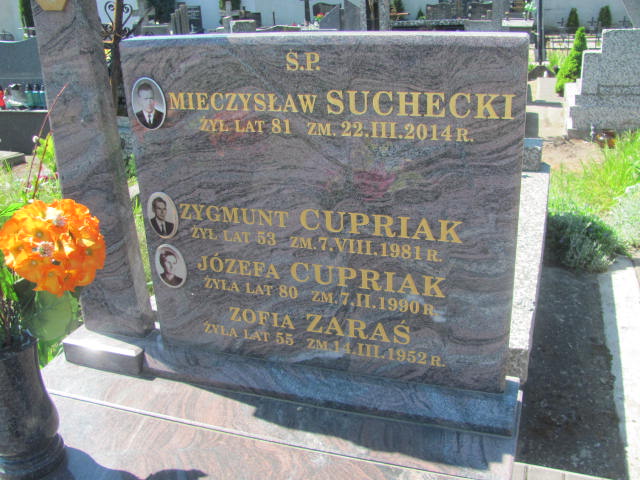 Ś.P.
MIECZYSŁAW SUCHECKI
ŻYŁ LAT 81 ZM. 22.III.2014 R.
ZYGMUNT CUPRIAK
ŻYŁ LAT 53 ZM. 7.VIII.1981 R.
JÓZEFA CUPRIAK
ŻYŁA LAT 80 ZM. 7.II.1990 R.
ZOFIA ZARAŚ
ŻYŁA LAT 55 ZM 14.III.1952 R.